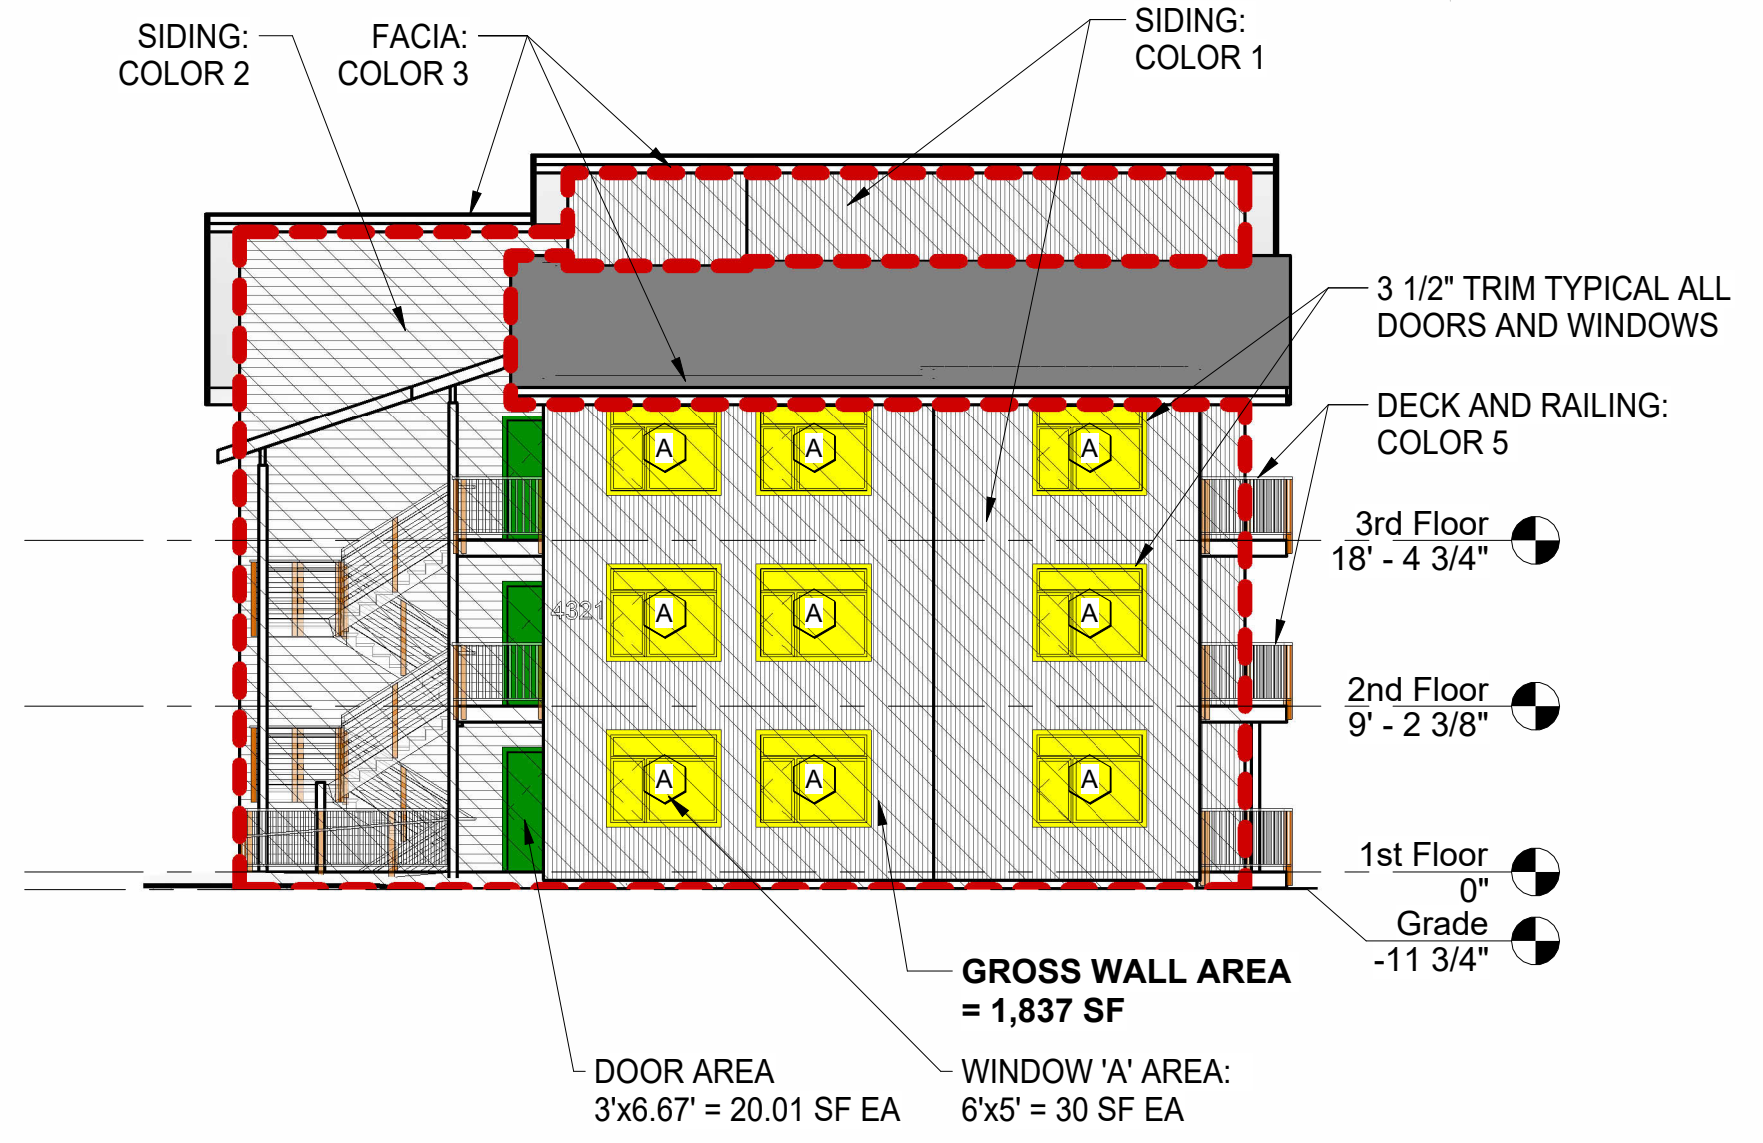 SIDING:
COLOR 2
FACIA:
COLOR 3
SIDING:
COLOR 1
3 1/2" TRIM TYPICAL ALL
DOORS AND WINDOWS
DECK AND RAILING:
COLOR 5
A
A
A
3rd Floor
18' - 4 3/4"
4321
A
A
A
2nd Floor
9' - 2 3/8"
A
A
A
1st Floor
0"
Grade
-11 3/4"
GROSS WALL AREA
= 1,837 SF
DOOR AREA
3'x6.67' = 20.01 SF EA
WINDOW 'A' AREA:
6'x5' = 30 SF EA